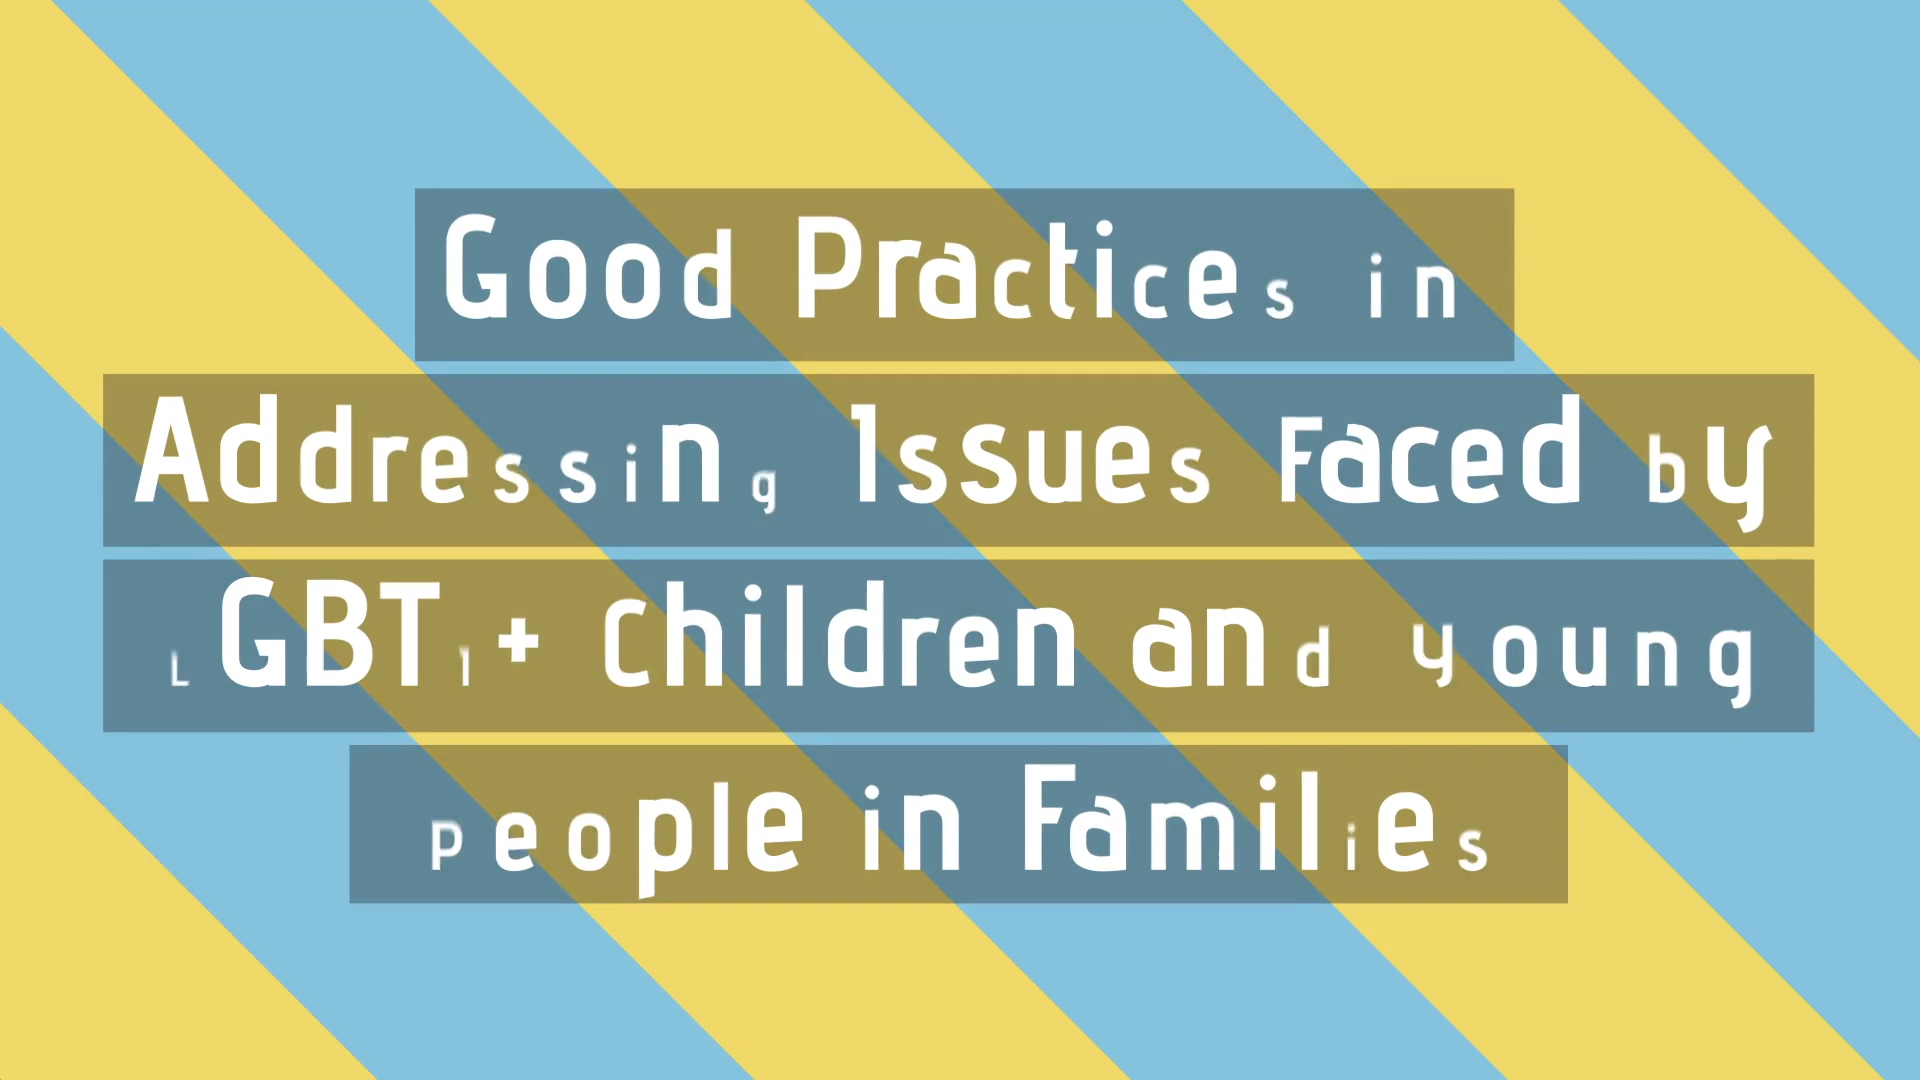 Good Practices in
Addressing Issues Faced by
LGBTI+ Children and Young
People in Families